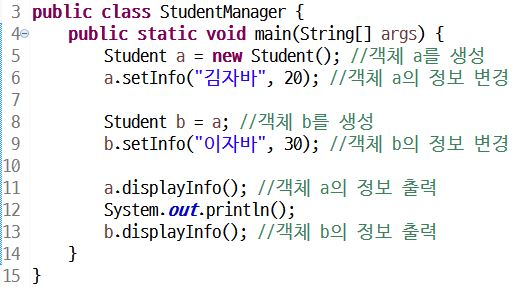 3 public class StudentManager {
4 public static void main(String[] args) {
5 Student a = new Student(); //객체 a를 생성
6 a.setInfo("김자바", 20); //객체 a의 정보 변경
7
8 Student b = a; //객체 b를 생성
9 b.setInfo("이자바", 30); //객체 b의 정보 변경
10
11 a.displayInfo(); //객체 a의 정보 출력
12 System.out.println();
13 b.displayInfo(); //객체 b의 정보 출력
14 }
15 }